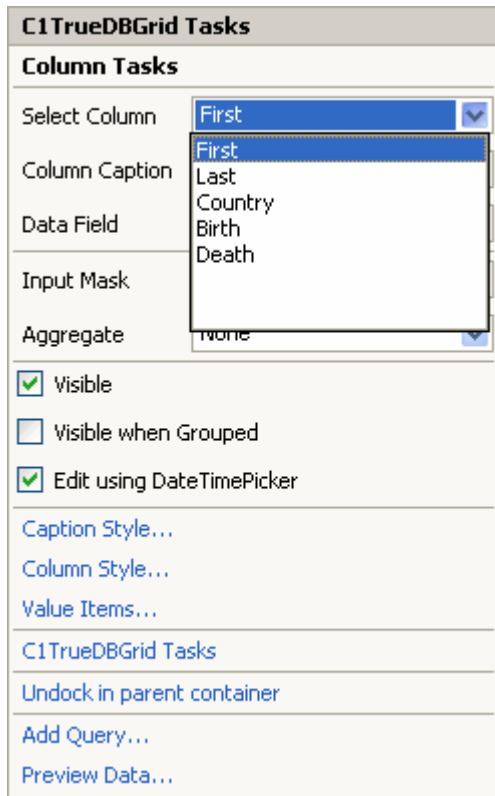 C1TrueDBGrid Tasks
Column Tasks
Select Column First
First
Last
Country
Birth
Death
Column Caption
Data Field
Input Mask
Aggregate None
Visible
Visible when Grouped
Edit using DateTimePicker
Caption Style...
Column Style...
Value Items...
C1TrueDBGrid Tasks
Undock in parent container
Add Query...
Preview Data...